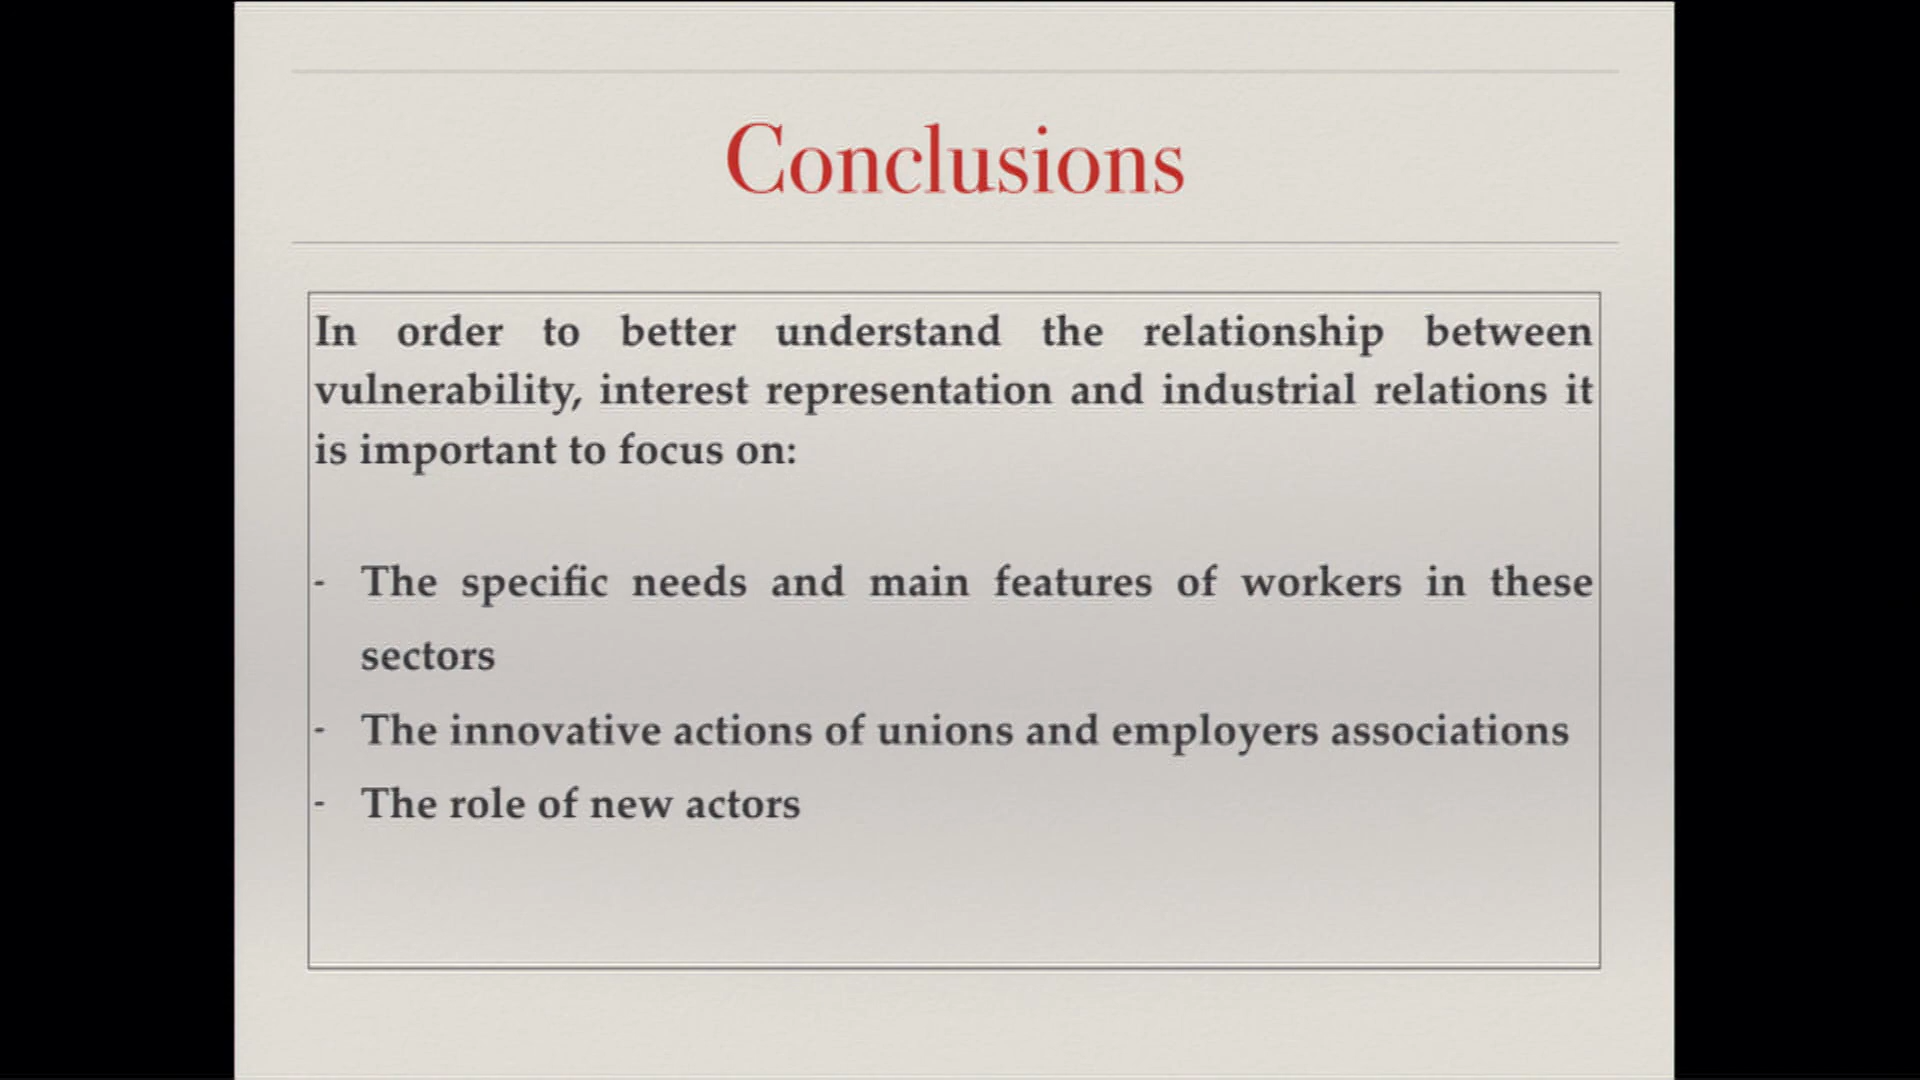 Conclusions
In order to better understand the relationship between
vulnerability, interest representation and industrial relations it
is important to focus on:
- The specific needs and main features of workers in these
sectors
- The innovative actions of unions and employers associations
- The role of new actors